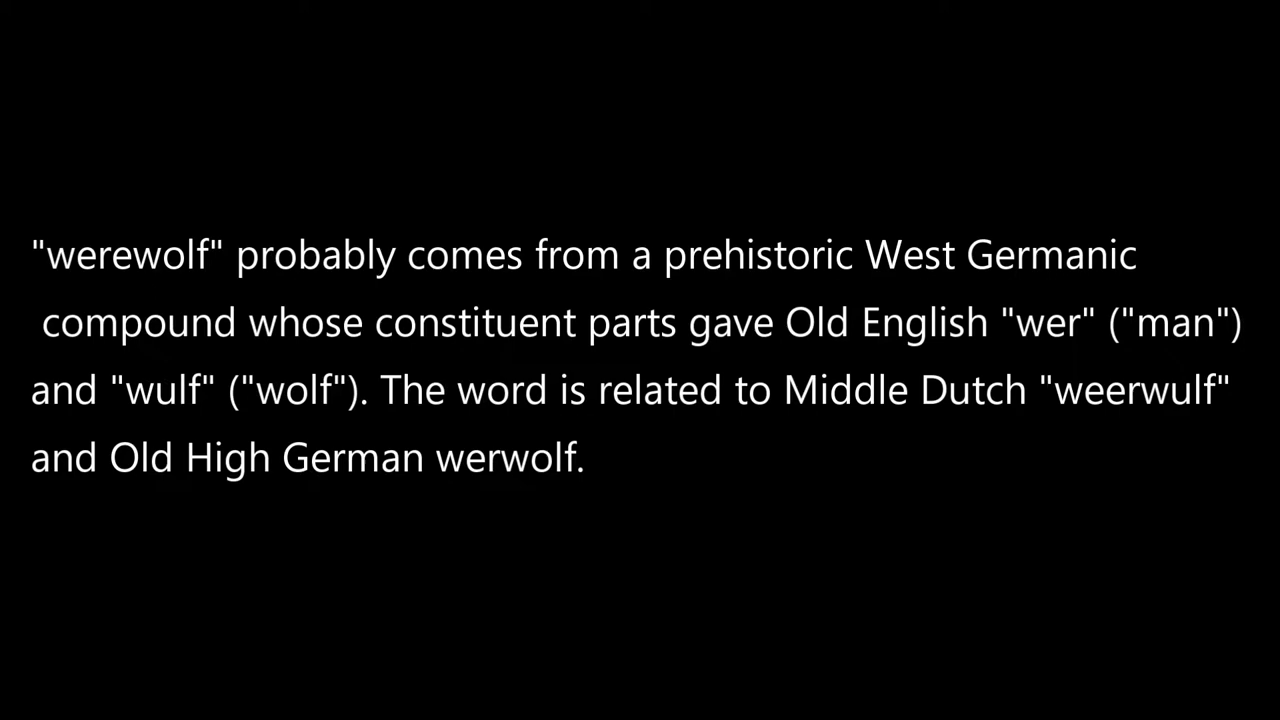 "werewolf" probably comes from a prehistoric West Germanic
compound whose constituent parts gave Old English "wer" ("man")
and "wulf" ("wolf"). The word is related to Middle Dutch "weerwulf"
and Old High German werwolf.